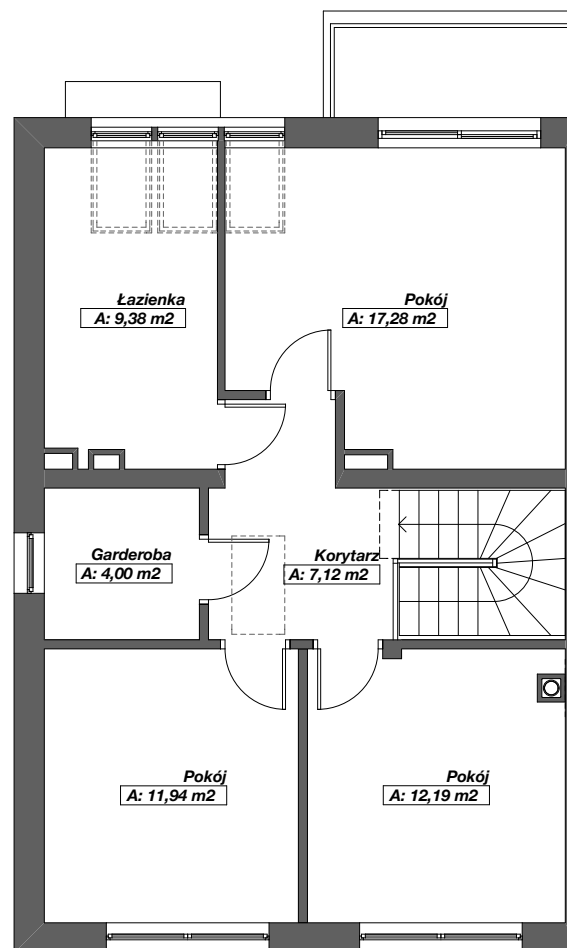 Łazienka
A: 9,38 m2
Pokój
A: 17,28 m2
Garderoba
A: 4,00 m2
Korytarz
A: 7,12 m2
Pokój
A: 11,94 m2
Pokój
A: 12,19 m2